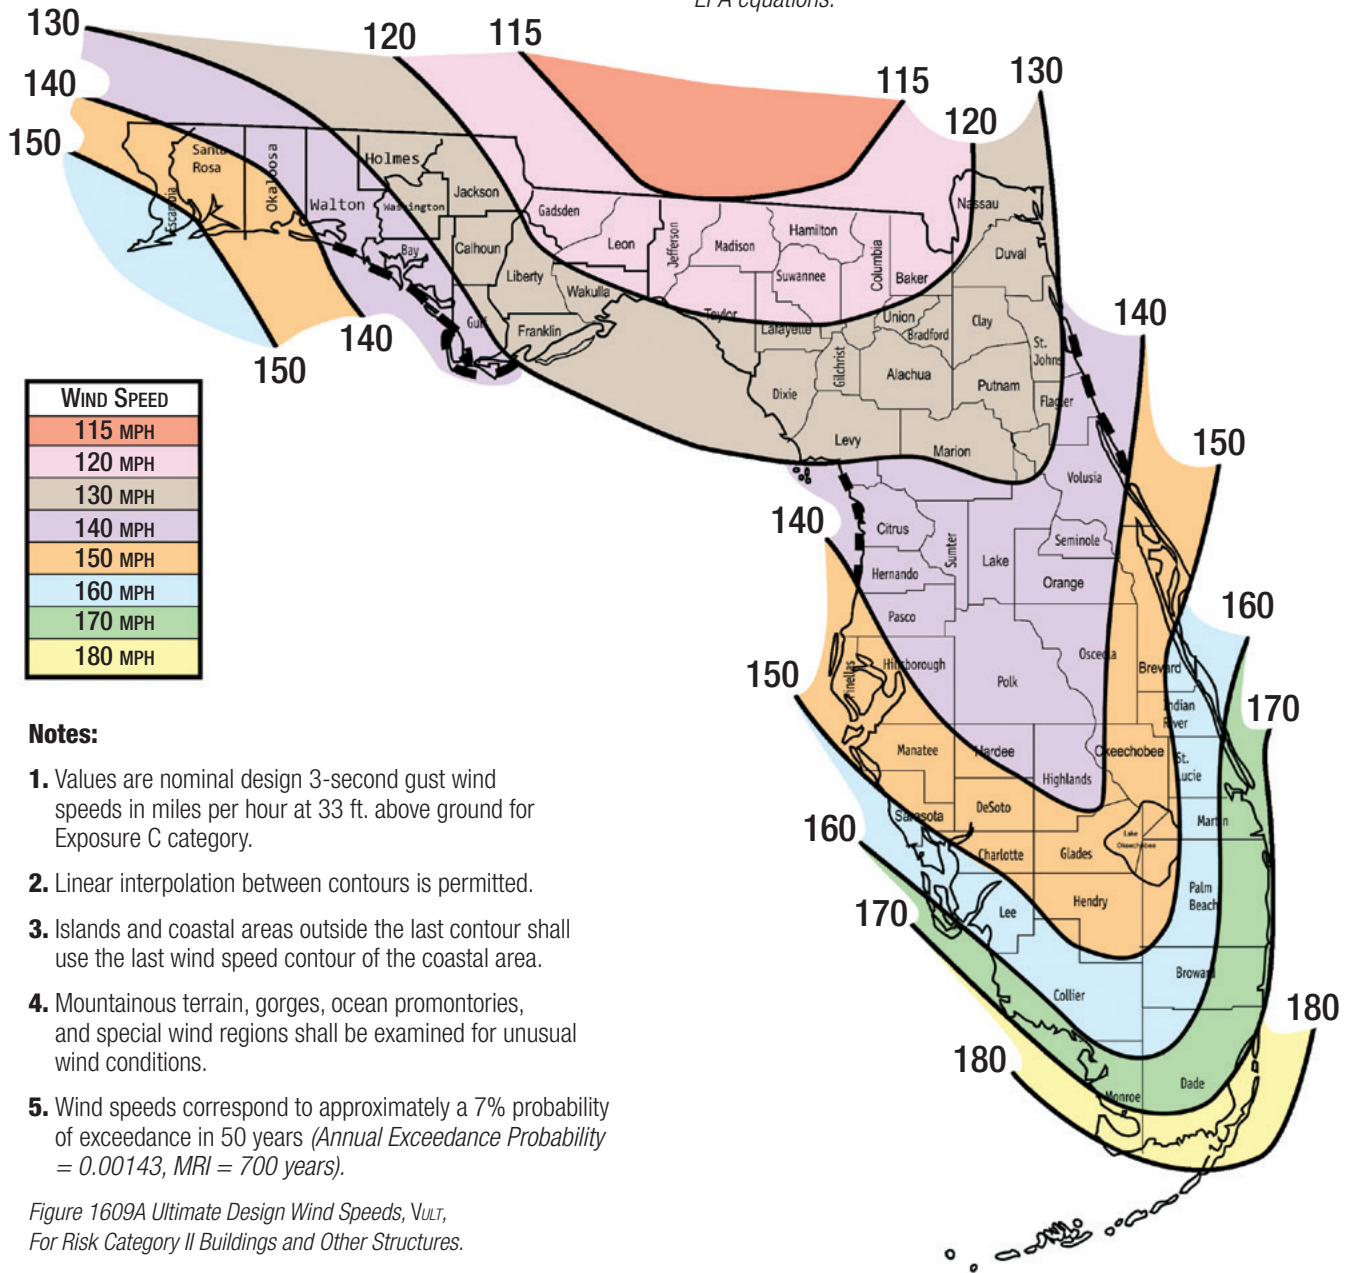 EPA equations.
130
120
115
115
130
140
120
150
Santa
Rosa
Okaloosa
Escambia
Walton
Holmes
Washington
Jackson
Bay
Calhoun
Gulf
Liberty
Gadsden
Leon
Wakulla
Franklin
Jefferson
Madison
Taylor
Hamilton
Suwannee
Lafayette
Columbia
Baker
Nassau
Duval
Union
Bradford
Clay
St.
Johns
Gilchrist
Alachua
Putnam
Flagler
Dixie
Levy
Marion
140
150
140
150
WIND SPEED
115 MPH
120 MPH
130 MPH
140 MPH
150 MPH
160 MPH
170 MPH
180 MPH
140
Volusia
Citrus
Sumter
Lake
Seminole
Hernando
Orange
Pasco
160
Pinellas
Hillsborough
Polk
Osceola
Brevard
150
Indian
River
170
Manatee
Hardee
Highlands
Okeechobee
St.
Lucie
Sarasota
DeSoto
Martin
160
Charlotte
Glades
Lake
Okeechobee
170
Lee
Hendry
Palm
Beach
Collier
Broward
180
180
Monroe
Dade
Notes:
1. Values are nominal design 3-second gust wind
speeds in miles per hour at 33 ft. above ground for
Exposure C category.
2. Linear interpolation between contours is permitted.
3. Islands and coastal areas outside the last contour shall
use the last wind speed contour of the coastal area.
4. Mountainous terrain, gorges, ocean promontories,
and special wind regions shall be examined for unusual
wind conditions.
5. Wind speeds correspond to approximately a 7% probability
of exceedance in 50 years (Annual Exceedance Probability
= 0.00143, MRI = 700 years).
Figure 1609A Ultimate Design Wind Speeds, VULT,
For Risk Category II Buildings and Other Structures.